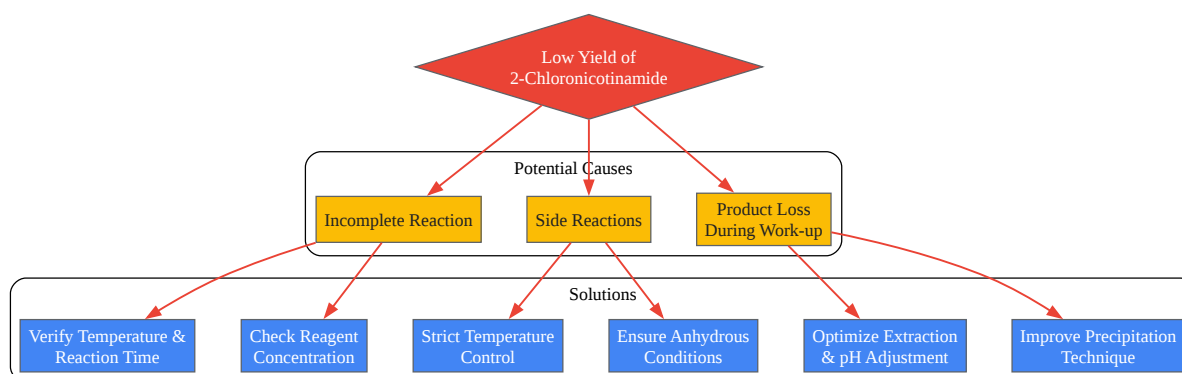 Low Yield of
2-Chloronicotinamide
Potential Causes
Incomplete Reaction
Side Reactions
Product Loss
During Work-up
Solutions
Verify Temperature &
Reaction Time
Check Reagent
Concentration
Strict Temperature
Control
Ensure Anhydrous
Conditions
Optimize Extraction
& pH Adjustment
Improve Precipitation
Technique